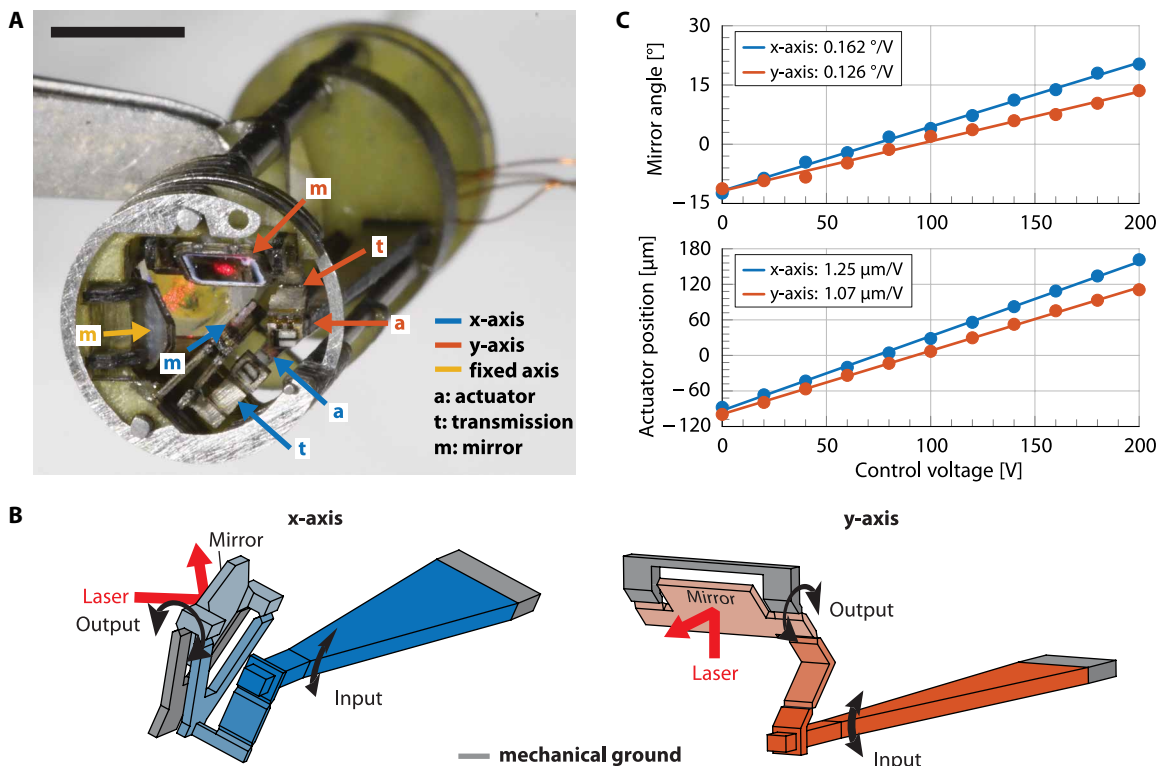 A
m
t
a
m
m
a
t
x-axis
y-axis
fixed axis
a: actuator
t: transmission
m: mirror
C
Mirror angle [°]
30
15
0
−15
x-axis: 0.162 °/V
y-axis: 0.126 °/V
0
50
100
150
200
Actuator position [µm]
180
120
60
0
−60
−120
x-axis: 1.25 µm/V
y-axis: 1.07 µm/V
0
50
100
150
200
Control voltage [V]
B
x-axis
Mirror
Laser
Output
Input
mechanical ground
y-axis
Mirror
Output
Laser
Input